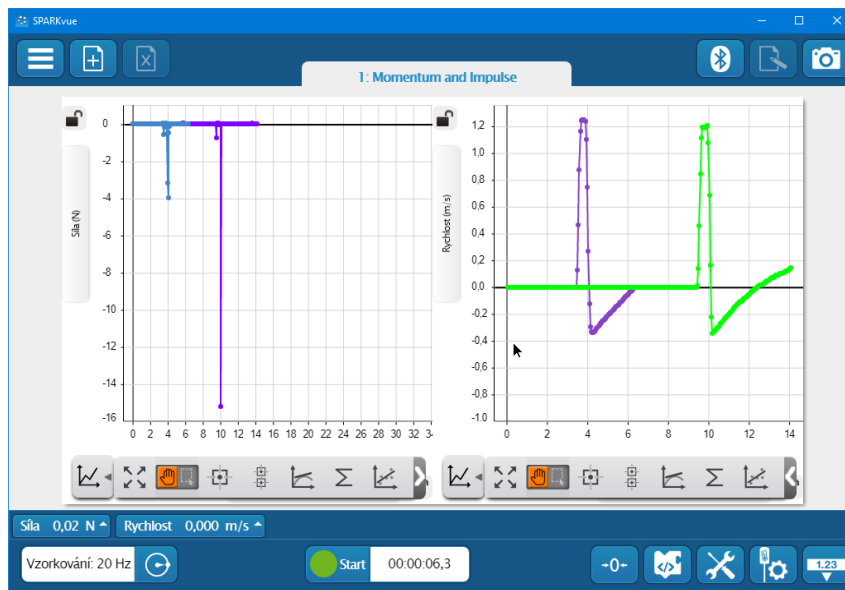 SPARKvue
1: Momentum and Impulse
0
-2
-4
-6
-8
-10
-12
-14
-16
Síla (N)
0 2 4 6 8 10 12 14 16 18 20 22 24 26 28 30 32 3
1,2
1,0
0,8
0,6
0,4
0,2
0,0
-0,2
-0,4
-0,6
-0,8
-1.0
Rychlost (m/s)
0 2 4 6 8 10 12 14
Síla 0,02 N Rychlost 0,000 m/s
Vzorkování: 20 Hz
Start 00:00:06,3
-0-
1.23